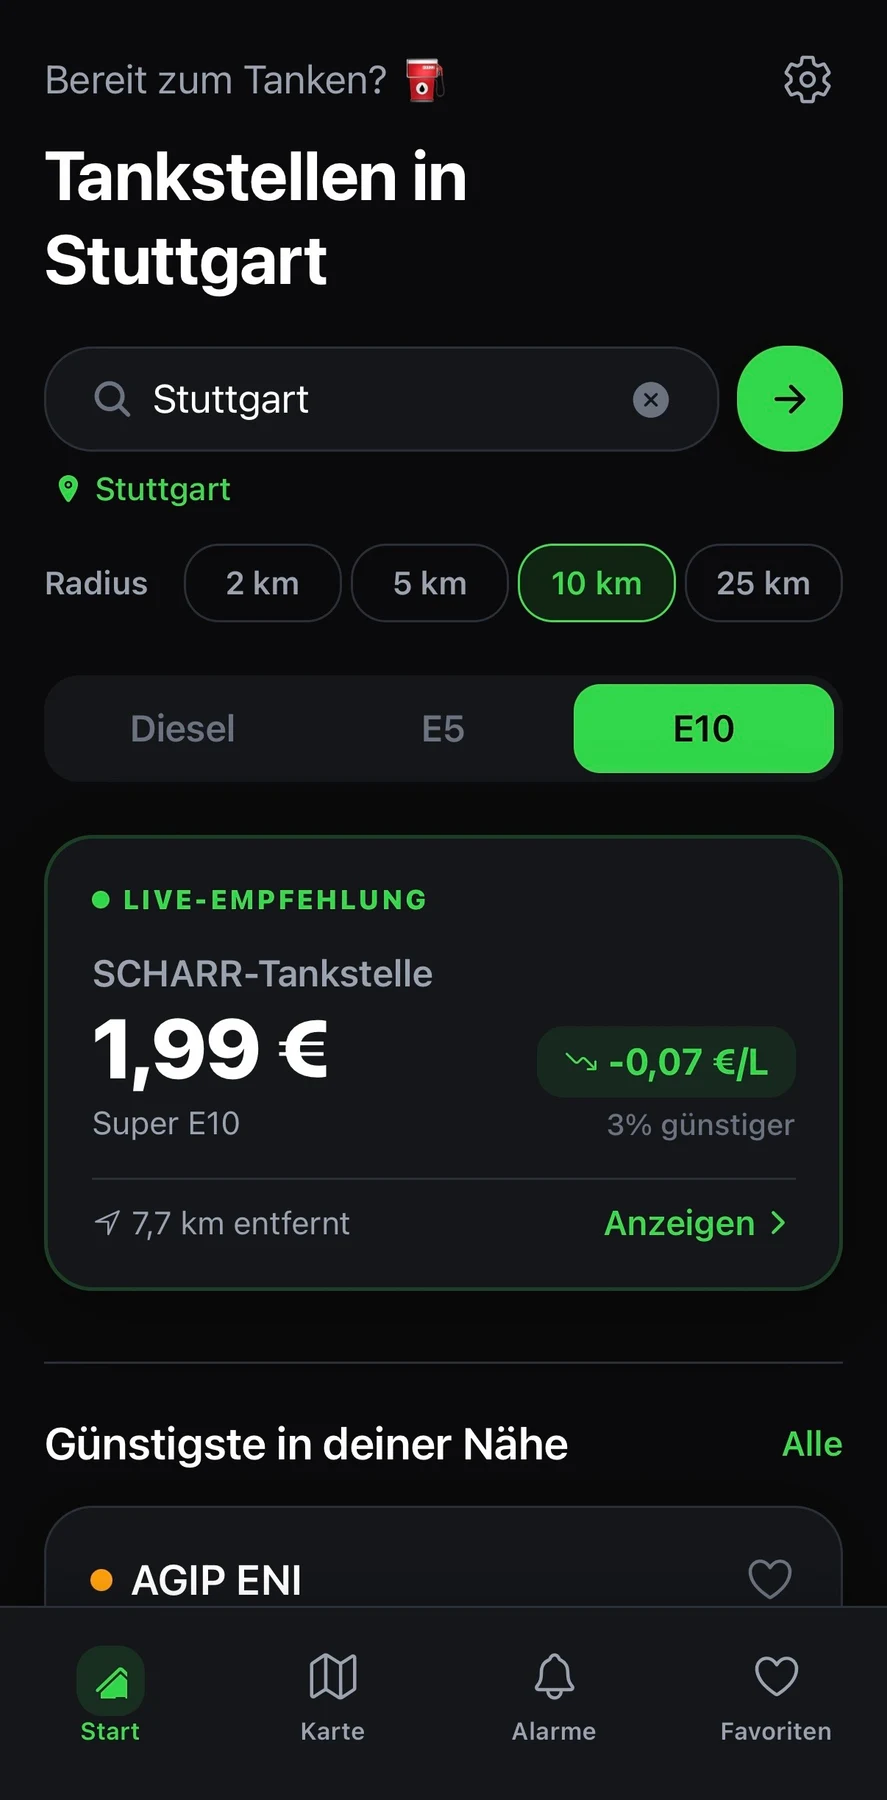 Bereit zum Tanken? ⛽
Tankstellen in
Stuttgart
Stuttgart
Stuttgart
Radius 2 km 5 km 10 km 25 km
Diesel E5 E10
LIVE-EMPFEHLUNG
SCHARR-Tankstelle
1,99 €
-0,07 €/L
Super E10
3% günstiger
7,7 km entfernt
Anzeigen
Günstigste in deiner Nähe
Alle
AGIP ENI
Start Karte Alarme Favoriten